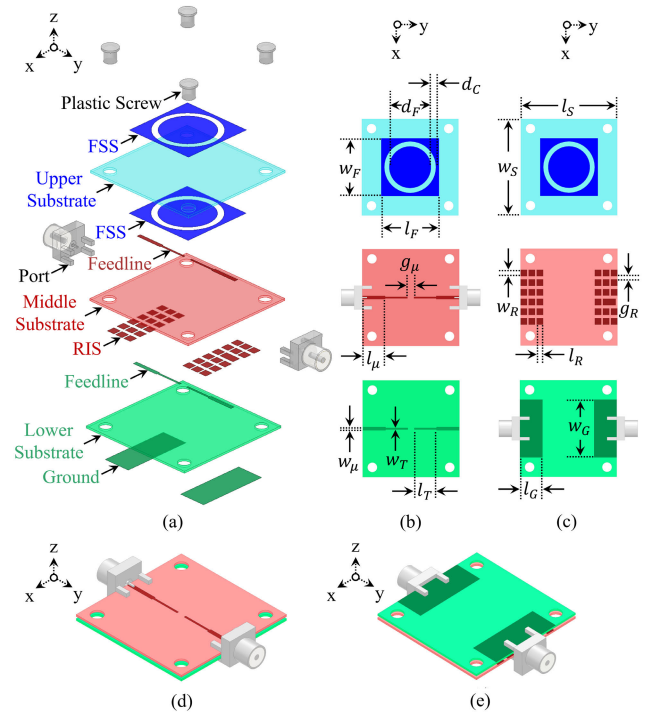 z
x
y
Plastic Screw
FSS
Upper
Substrate
FSS
Port
Feedline
Middle
Substrate
RIS
Feedline
Lower
Substrate
Ground
(a)
y
x
d_C
d_F
w_F
l_F
g_μ
l_μ
w_μ
w_T
l_T
(b)
y
x
l_S
w_S
w_R
g_R
l_R
w_G
l_G
(c)
z
x
y
(d)
z
x
y
(e)